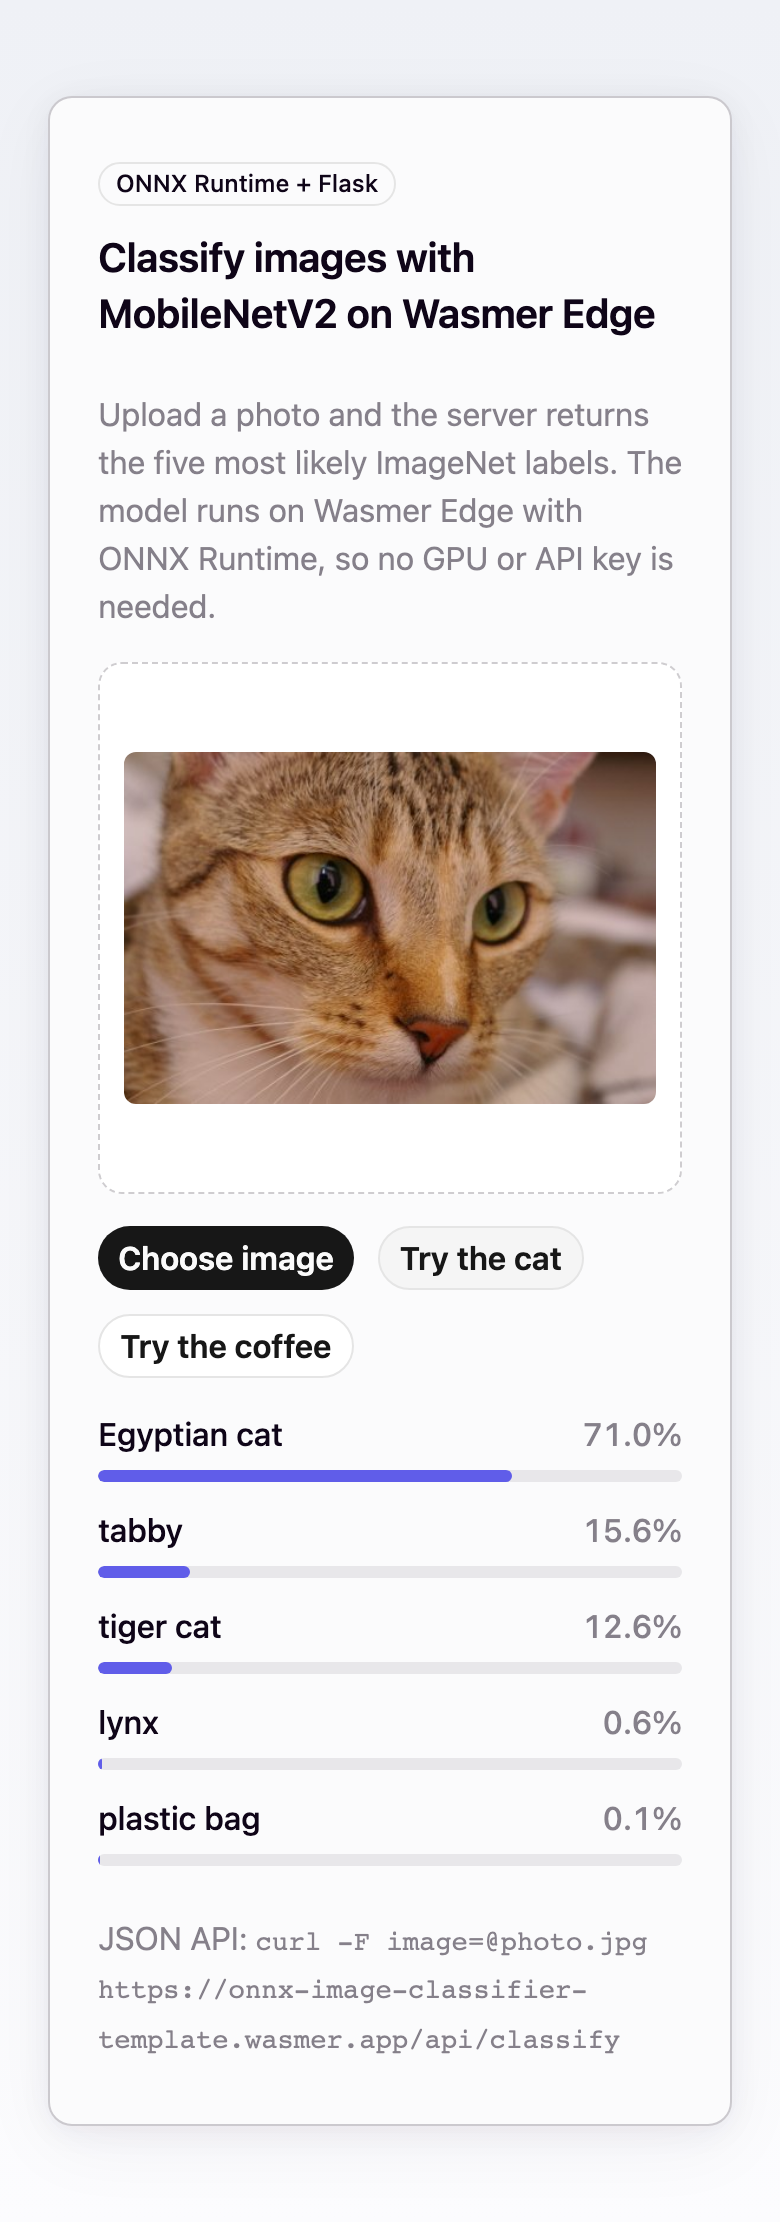 ONNX Runtime + Flask
Classify images with
MobileNetV2 on Wasmer Edge
Upload a photo and the server returns
the five most likely ImageNet labels. The
model runs on Wasmer Edge with
ONNX Runtime, so no GPU or API key is
needed.
Choose image
Try the cat
Try the coffee
Egyptian cat 71.0%
tabby 15.6%
tiger cat 12.6%
lynx 0.6%
plastic bag 0.1%
JSON API: curl -F image=@photo.jpg
https://onnx-image-classifier-
template.wasmer.app/api/classify